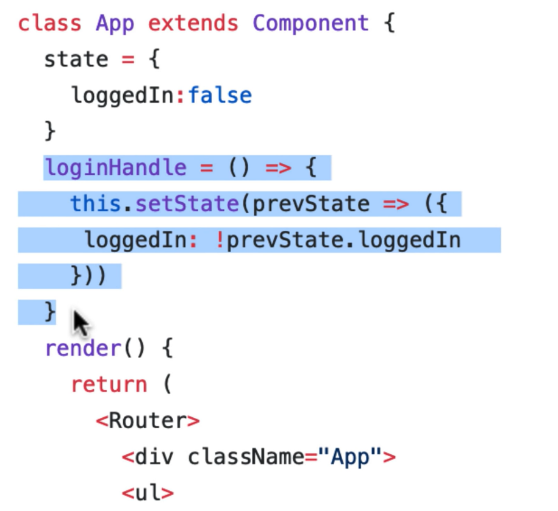 class App extends Component {
state = {
loggedIn:false
}
loginHandle = () => {
this.setState(prevState => ({
loggedIn: !prevState.loggedIn
}))
}
render() {
return (
<Router>
<div className="App">
<ul>